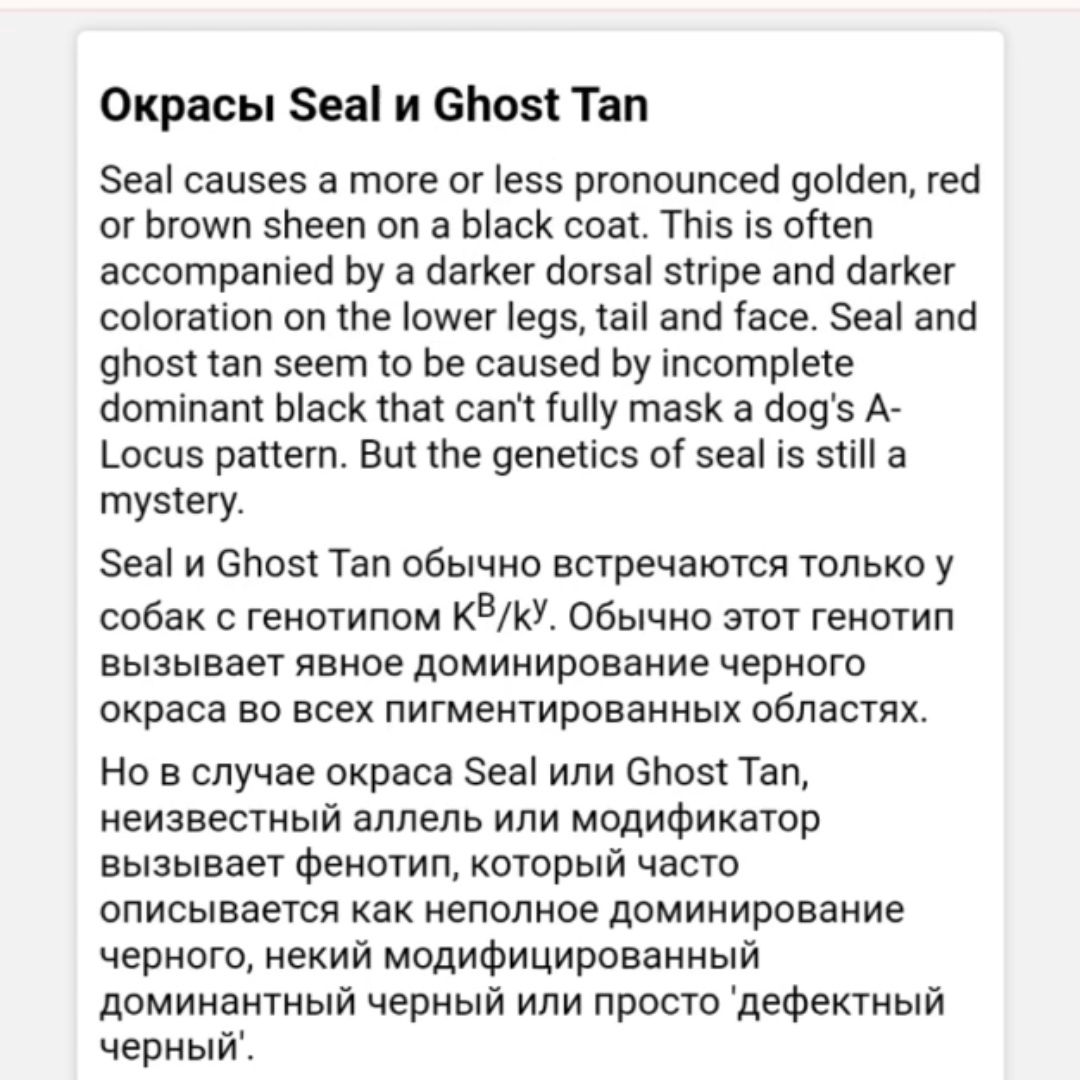 Окрасы Seal и Ghost Tan
Seal causes a more or less pronounced golden, red
or brown sheen on a black coat. This is often
accompanied by a darker dorsal stripe and darker
coloration on the lower legs, tail and face. Seal and
ghost tan seem to be caused by incomplete
dominant black that can't fully mask a dog's A-
Locus pattern. But the genetics of seal is still a
mystery.
Seal и Ghost Tan обычно встречаются только у
собак с генотипом Kᴮ/kʸ. Обычно этот генотип
вызывает явное доминирование черного
окраса во всех пигментированных областях.
Но в случае окраса Seal или Ghost Tan,
неизвестный аллель или модификатор
вызывает фенотип, который часто
описывается как неполное доминирование
черного, некий модифицированный
доминантный черный или просто 'дефектный
черный'.